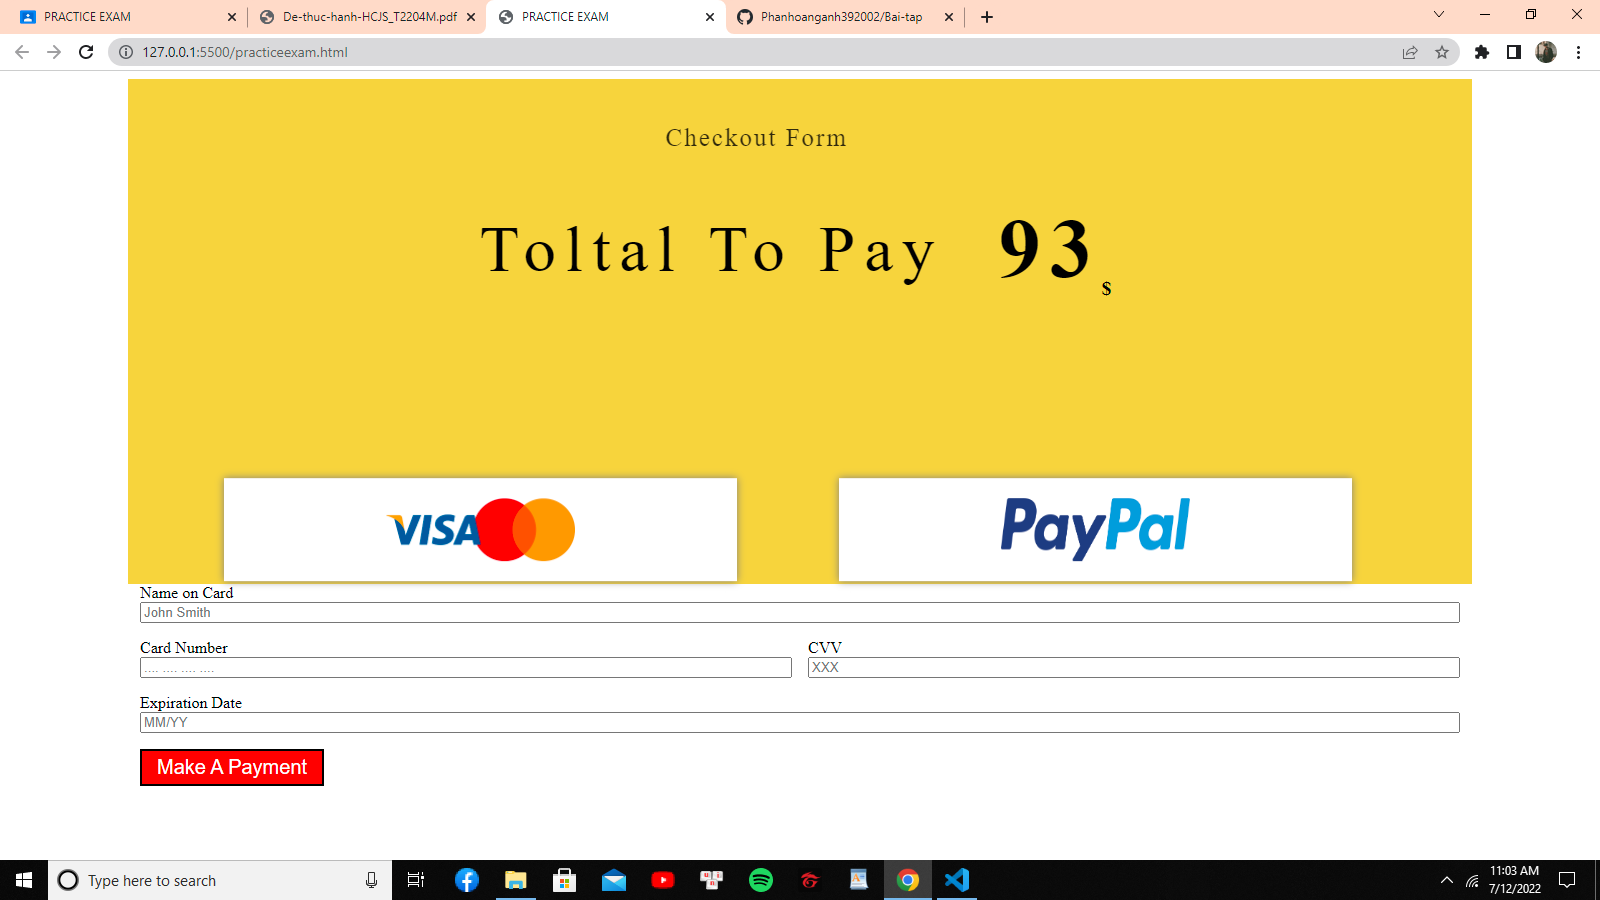 PRACTICE EXAM
De-thuc-hanh-HCJS_T2204M.pdf
PRACTICE EXAM
Phanhoanganh392002/Bai-tap
127.0.0.1:5500/practiceexam.html
Checkout Form
Toltal To Pay 93 $
VISA
PayPal
Name on Card
John Smith
Card Number
CVV
.... .... .... ....
XXX
Expiration Date
MM/YY
Make A Payment
Type here to search
11:03 AM
7/12/2022